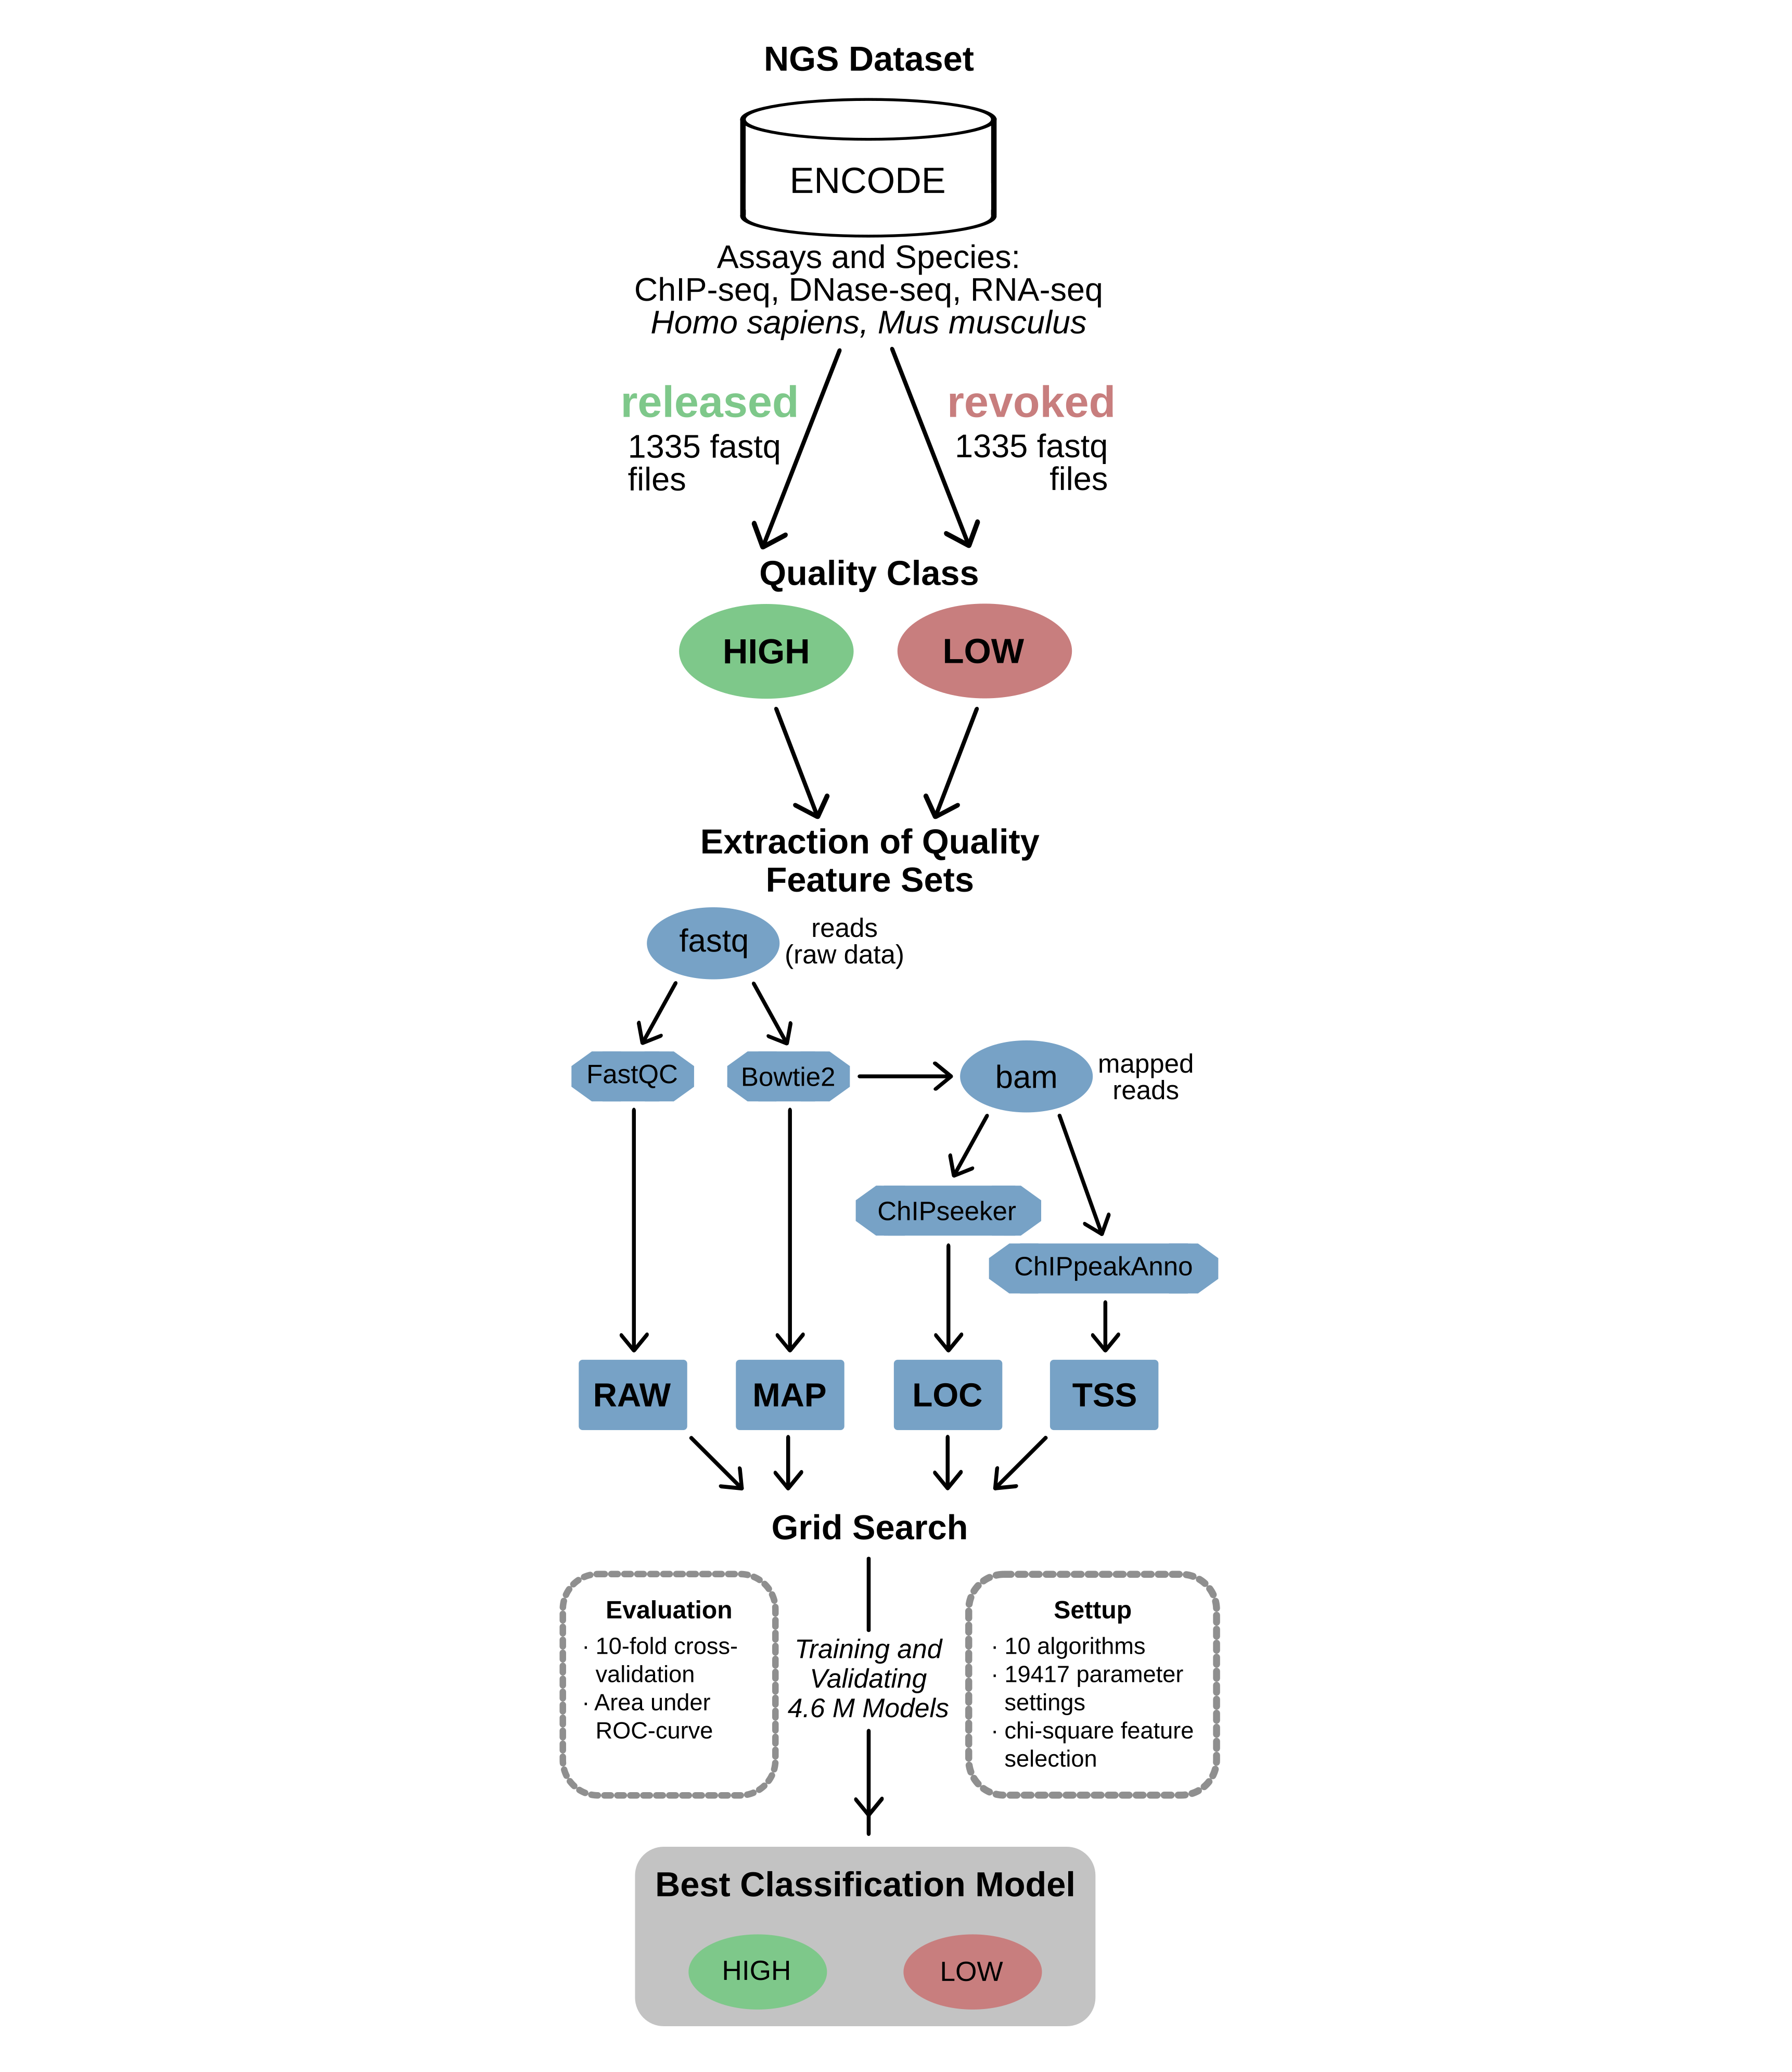 NGS Dataset
ENCODE
Assays and Species:
ChIP-seq, DNase-seq, RNA-seq
Homo sapiens, Mus musculus
released
1335 fastq
files
revoked
1335 fastq
files
Quality Class
HIGH
LOW
Extraction of Quality
Feature Sets
fastq
reads
(raw data)
FastQC
Bowtie2
bam
mapped
reads
ChIPseeker
ChIPpeakAnno
RAW
MAP
LOC
TSS
Grid Search
Evaluation
· 10-fold cross-
validation
· Area under
ROC-curve
Training and
Validating
4.6 M Models
Settup
· 10 algorithms
· 19417 parameter
settings
· chi-square feature
selection
Best Classification Model
HIGH
LOW